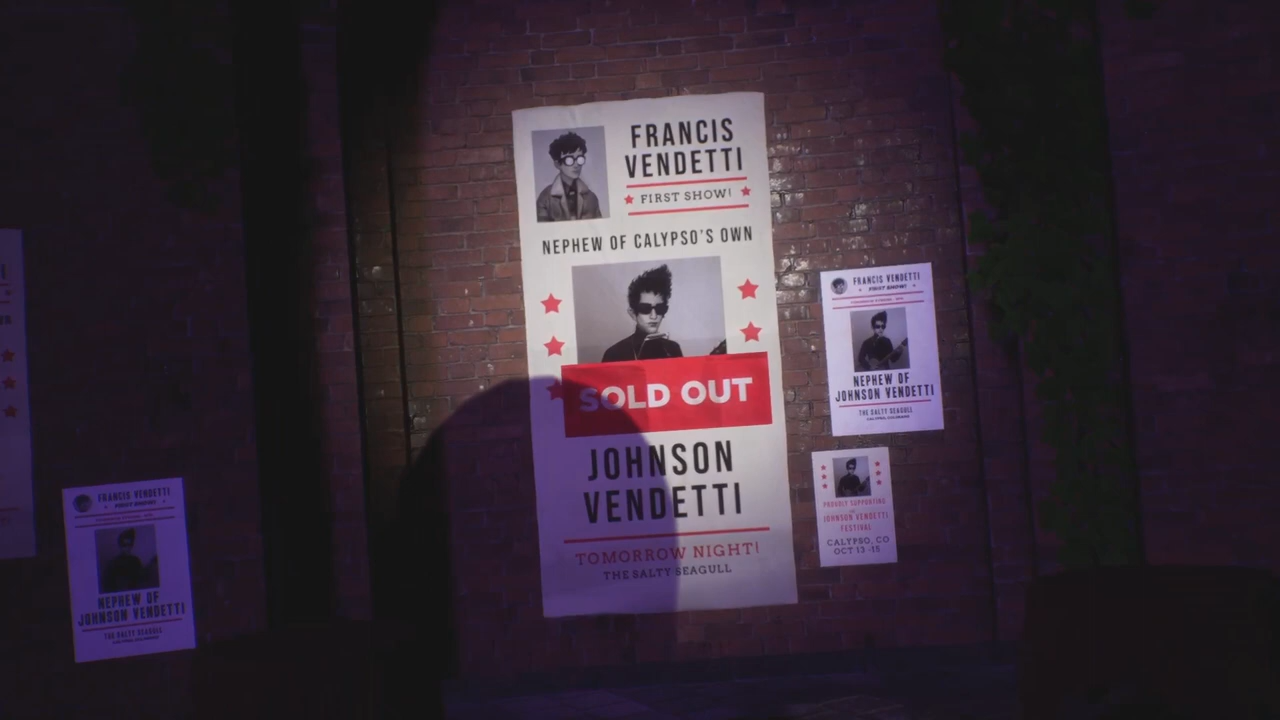 FRANCIS
VENDETTI
FIRST SHOW!
NEPHEW OF CALYPSO'S OWN
SOLD OUT
JOHNSON
VENDETTI
TOMORROW NIGHT!
THE SALTY SEAGULL
FRANCIS VENDETTI
FIRST SHOW!
NEPHEW OF
JOHNSON VENDETTI
THE SALTY SEAGULL
CALYPSO, COLORADO
PROUDLY SUPPORTING
JOHNSON VENDETTI
FESTIVAL
CALYPSO, CO
OCT 13 -15
FRANCIS VENDETTI
FIRST SHOW!
NEPHEW OF
JOHNSON VENDETTI
THE SALTY SEAGULL